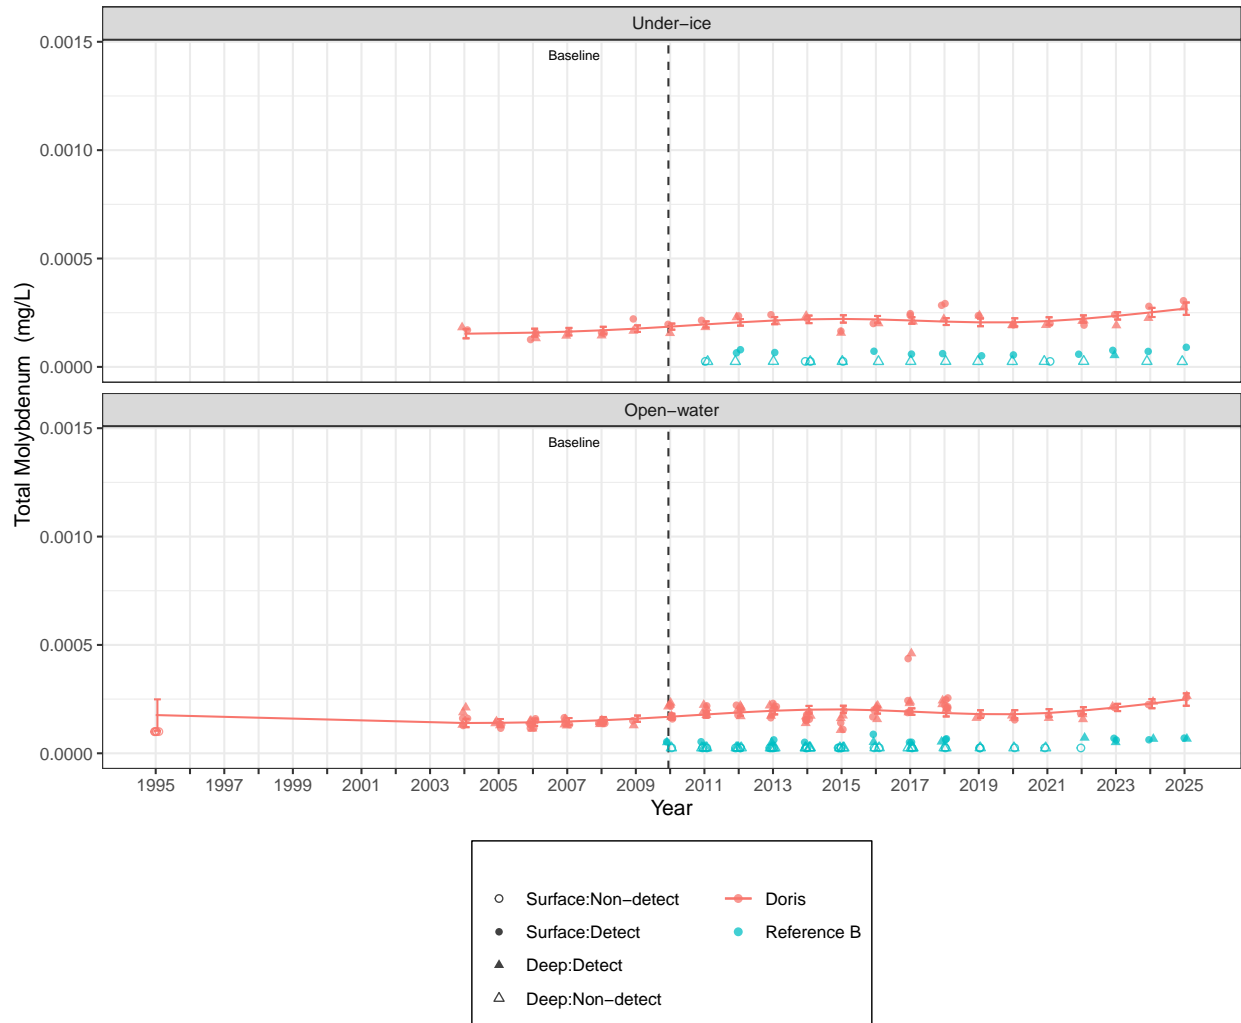 Under−ice
Baseline
0.0015
0.0010
0.0005
0.0000
Open−water
Baseline
0.0015
0.0010
0.0005
0.0000
Total Molybdenum (mg/L)
1995 1997 1999 2001 2003 2005 2007 2009 2011 2013 2015 2017 2019 2021 2023 2025
Year
Surface:Non−detect
Surface:Detect
Deep:Detect
Deep:Non−detect
Doris
Reference B